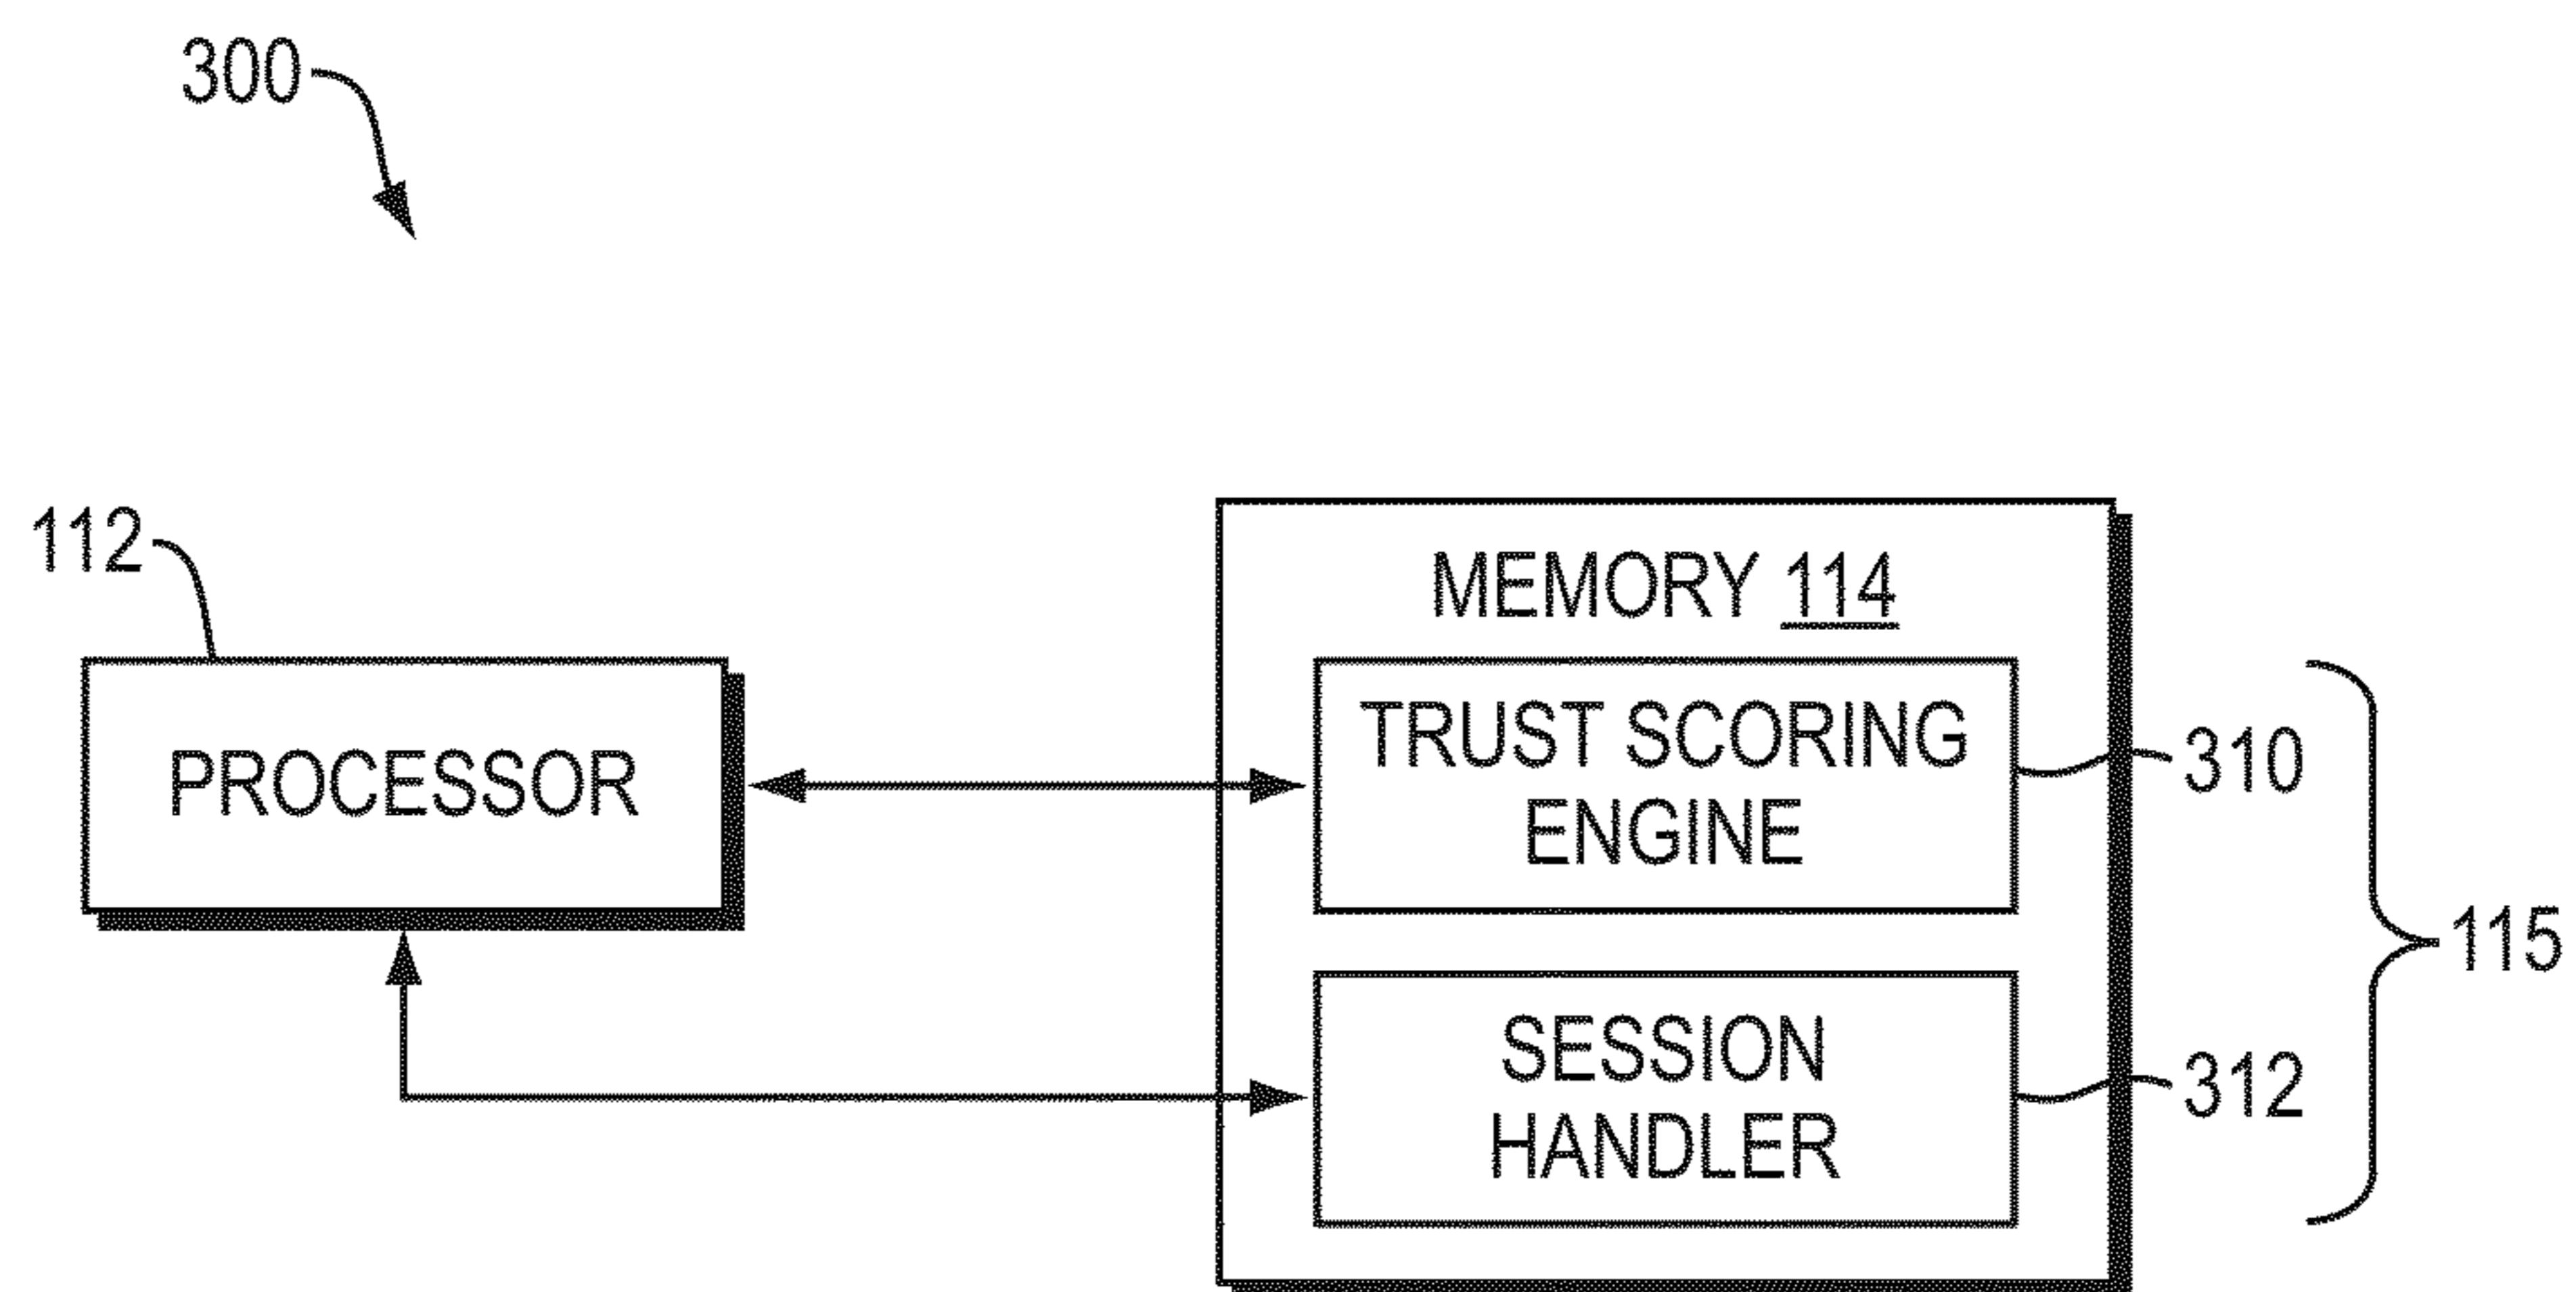 300
112
MEMORY 114
PROCESSOR
TRUST SCORING
ENGINE
310
115
SESSION
HANDLER
312